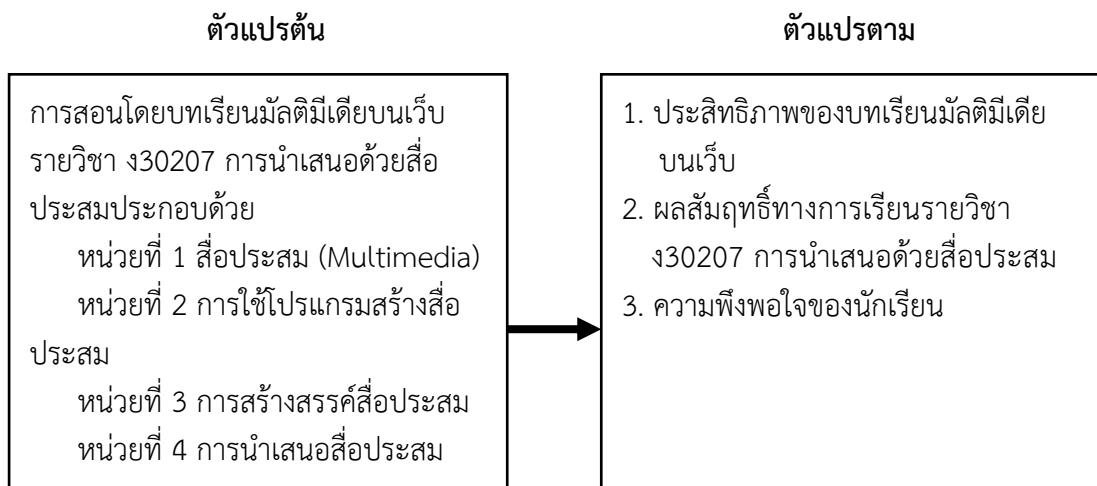 ตัวแปรต้น
ตัวแปรตาม
การสอนโดยบทเรียนมัลติมีเดียบนเว็บ
รายวิชา ง30207 การนำเสนอด้วยสื่อ
ประสมประกอบด้วย
หน่วยที่ 1 สื่อประสม (Multimedia)
หน่วยที่ 2 การใช้โปรแกรมสร้างสื่อ
ประสม
หน่วยที่ 3 การสร้างสรรค์สื่อประสม
หน่วยที่ 4 การนำเสนอสื่อประสม
1. ประสิทธิภาพของบทเรียนมัลติมีเดีย
บนเว็บ
2. ผลสัมฤทธิ์ทางการเรียนรายวิชา
ง30207 การนำเสนอด้วยสื่อประสม
3. ความพึงพอใจของนักเรียน